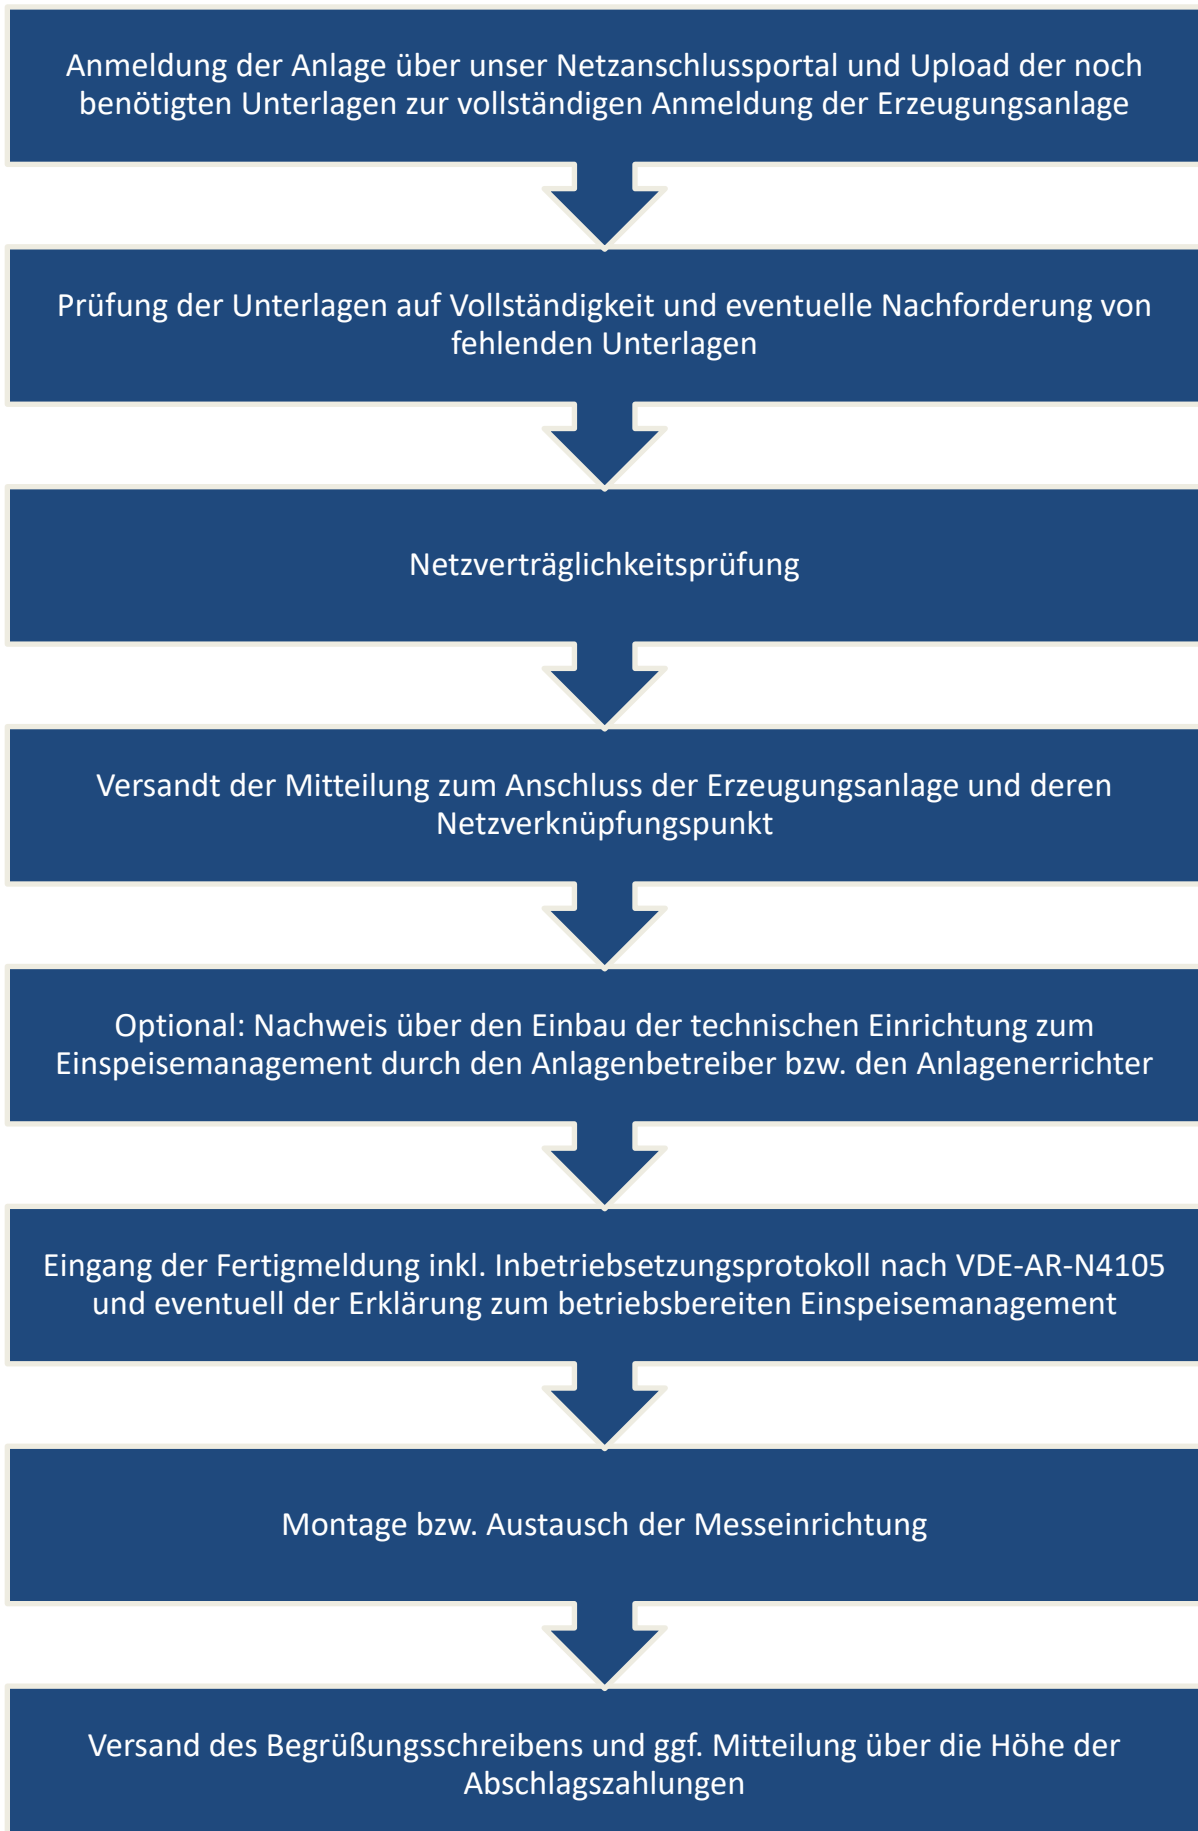 Anmeldung der Anlage über unser Netzanschlussportal und Upload der noch
benötigten Unterlagen zur vollständigen Anmeldung der Erzeugungsanlage
Prüfung der Unterlagen auf Vollständigkeit und eventuelle Nachforderung von
fehlenden Unterlagen
Netzverträglichkeitsprüfung
Versandt der Mitteilung zum Anschluss der Erzeugungsanlage und deren
Netzverknüpfungspunkt
Optional: Nachweis über den Einbau der technischen Einrichtung zum
Einspeisemanagement durch den Anlagenbetreiber bzw. den Anlagenerrichter
Eingang der Fertigmeldung inkl. Inbetriebsetzungsprotokoll nach VDE-AR-N4105
und eventuell der Erklärung zum betriebsbereiten Einspeisemanagement
Montage bzw. Austausch der Messeinrichtung
Versand des Begrüßungsschreibens und ggf. Mitteilung über die Höhe der
Abschlagszahlungen